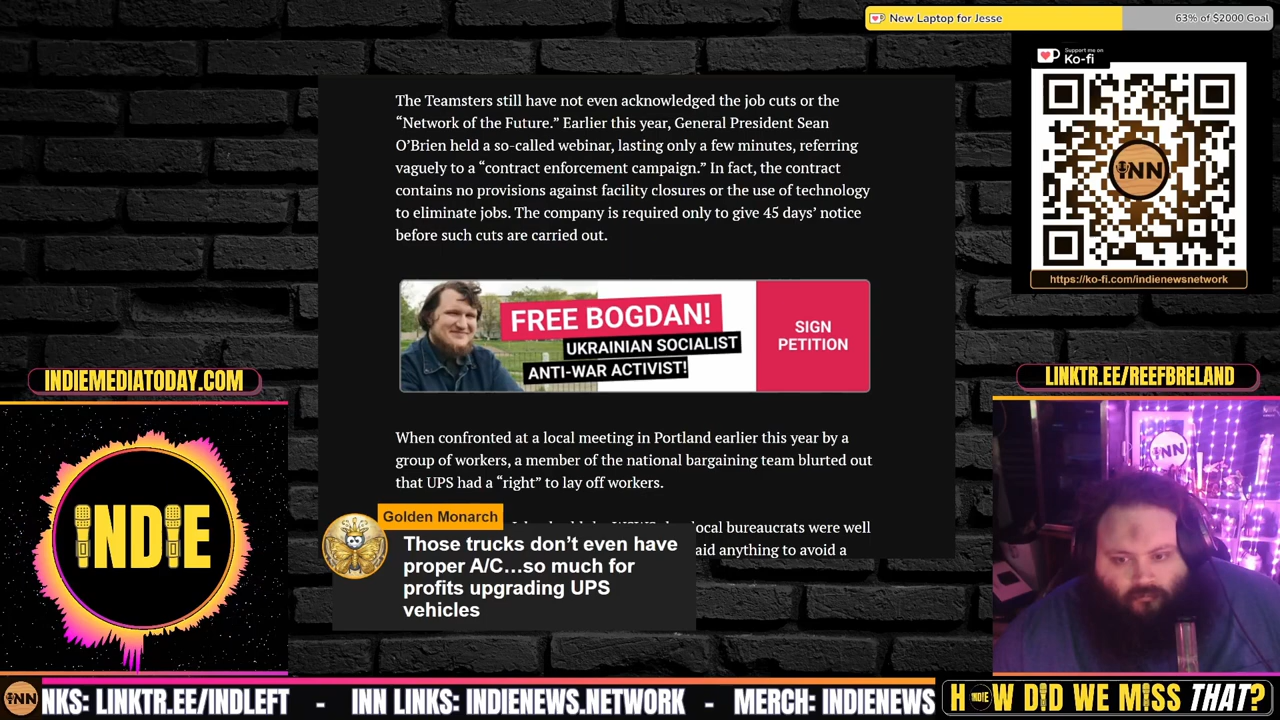 New Laptop for Jesse
63% of $2000 Goal
Support me on
Ko-fi
INN
https://ko-fi.com/indienewsnetwork
The Teamsters still have not even acknowledged the job cuts or the
“Network of the Future.” Earlier this year, General President Sean
O’Brien held a so-called webinar, lasting only a few minutes, referring
vaguely to a “contract enforcement campaign.” In fact, the contract
contains no provisions against facility closures or the use of technology
to eliminate jobs. The company is required only to give 45 days’ notice
before such cuts are carried out.
FREE BOGDAN!
UKRAINIAN SOCIALIST
ANTI-WAR ACTIVIST!
SIGN
PETITION
INDIEMEDIATODAY.COM
LINKTR.EE/REEFBRELAND
When confronted at a local meeting in Portland earlier this year by a
group of workers, a member of the national bargaining team blurted out
that UPS had a “right” to lay off workers.
local bureaucrats were well
aid anything to avoid a
Golden Monarch
Those trucks don’t even have
proper A/C...so much for
profits upgrading UPS
vehicles
INDIE
INN
INN
NKS: LINKTR.EE/INDLEFT - INN LINKS: INDIENEWS.NETWORK - MERCH: INDIENEWS
HOW DID WE MISS THAT?